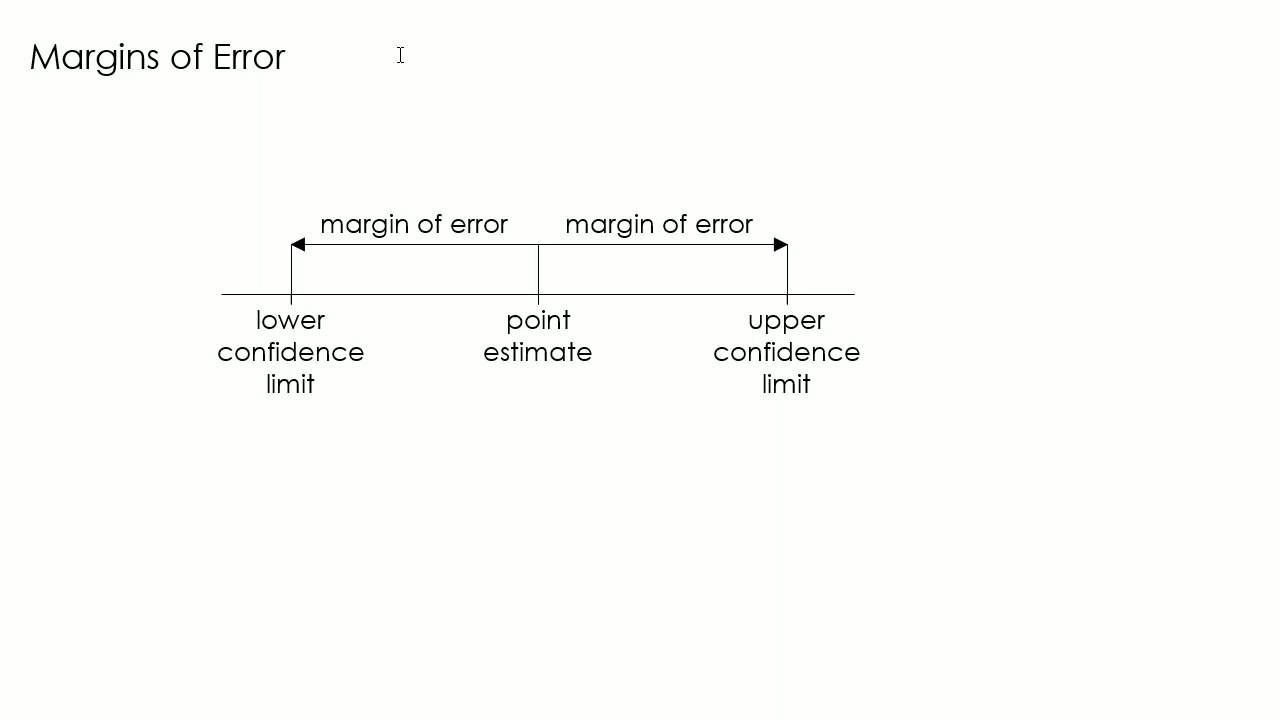 Margins of Error
margin of error margin of error
lower point upper
confidence estimate confidence
limit limit